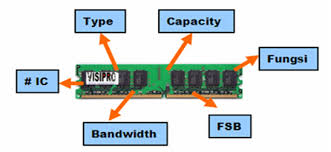 Type
Capacity
Fungsi
# IC
VISIPRO
Bandwidth
FSB